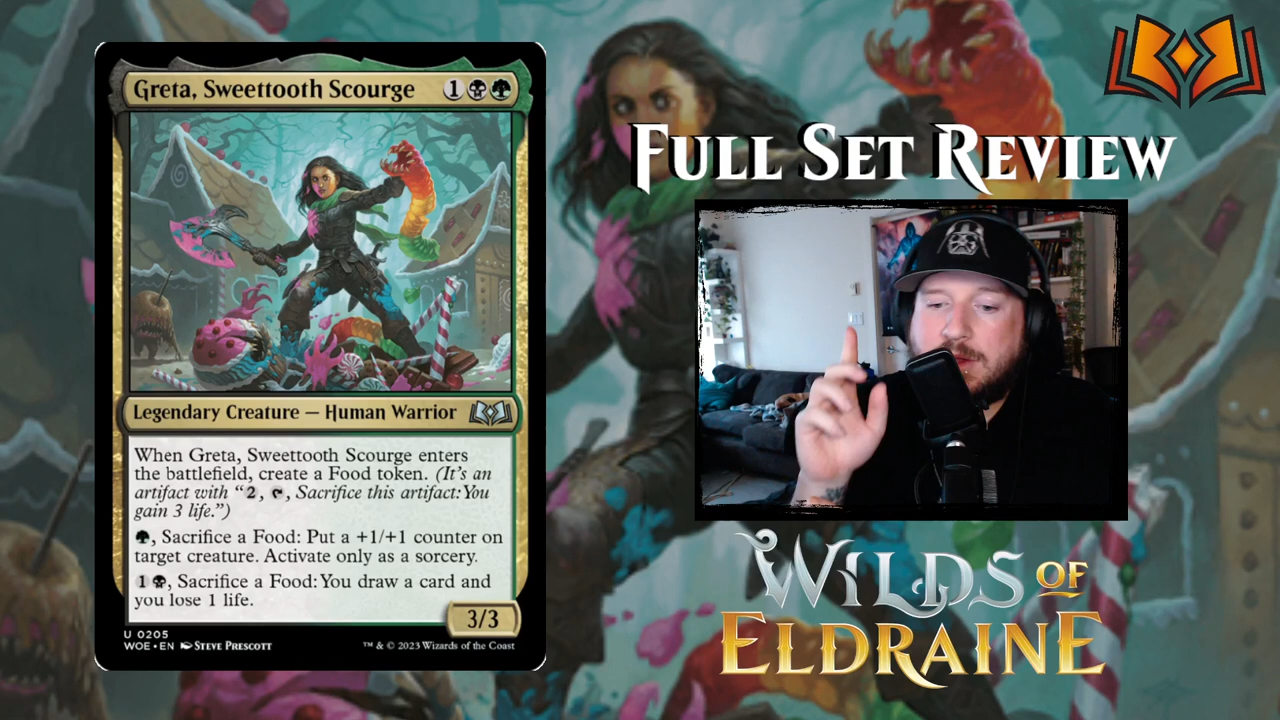 Greta, Sweettooth Scourge 1
Legendary Creature — Human Warrior
When Greta, Sweettooth Scourge enters
the battlefield, create a Food token. (It's an
artifact with “2, , Sacrifice this artifact:You
gain 3 life.”)
, Sacrifice a Food: Put a +1/+1 counter on
target creature. Activate only as a sorcery.
1 , Sacrifice a Food:You draw a card and
you lose 1 life.
3/3
U 0205
WOE • EN STEVE PRESCOTT
™ & © 2023 Wizards of the Coast
FULL SET REVIEW
WILDS OF
ELDRAINE